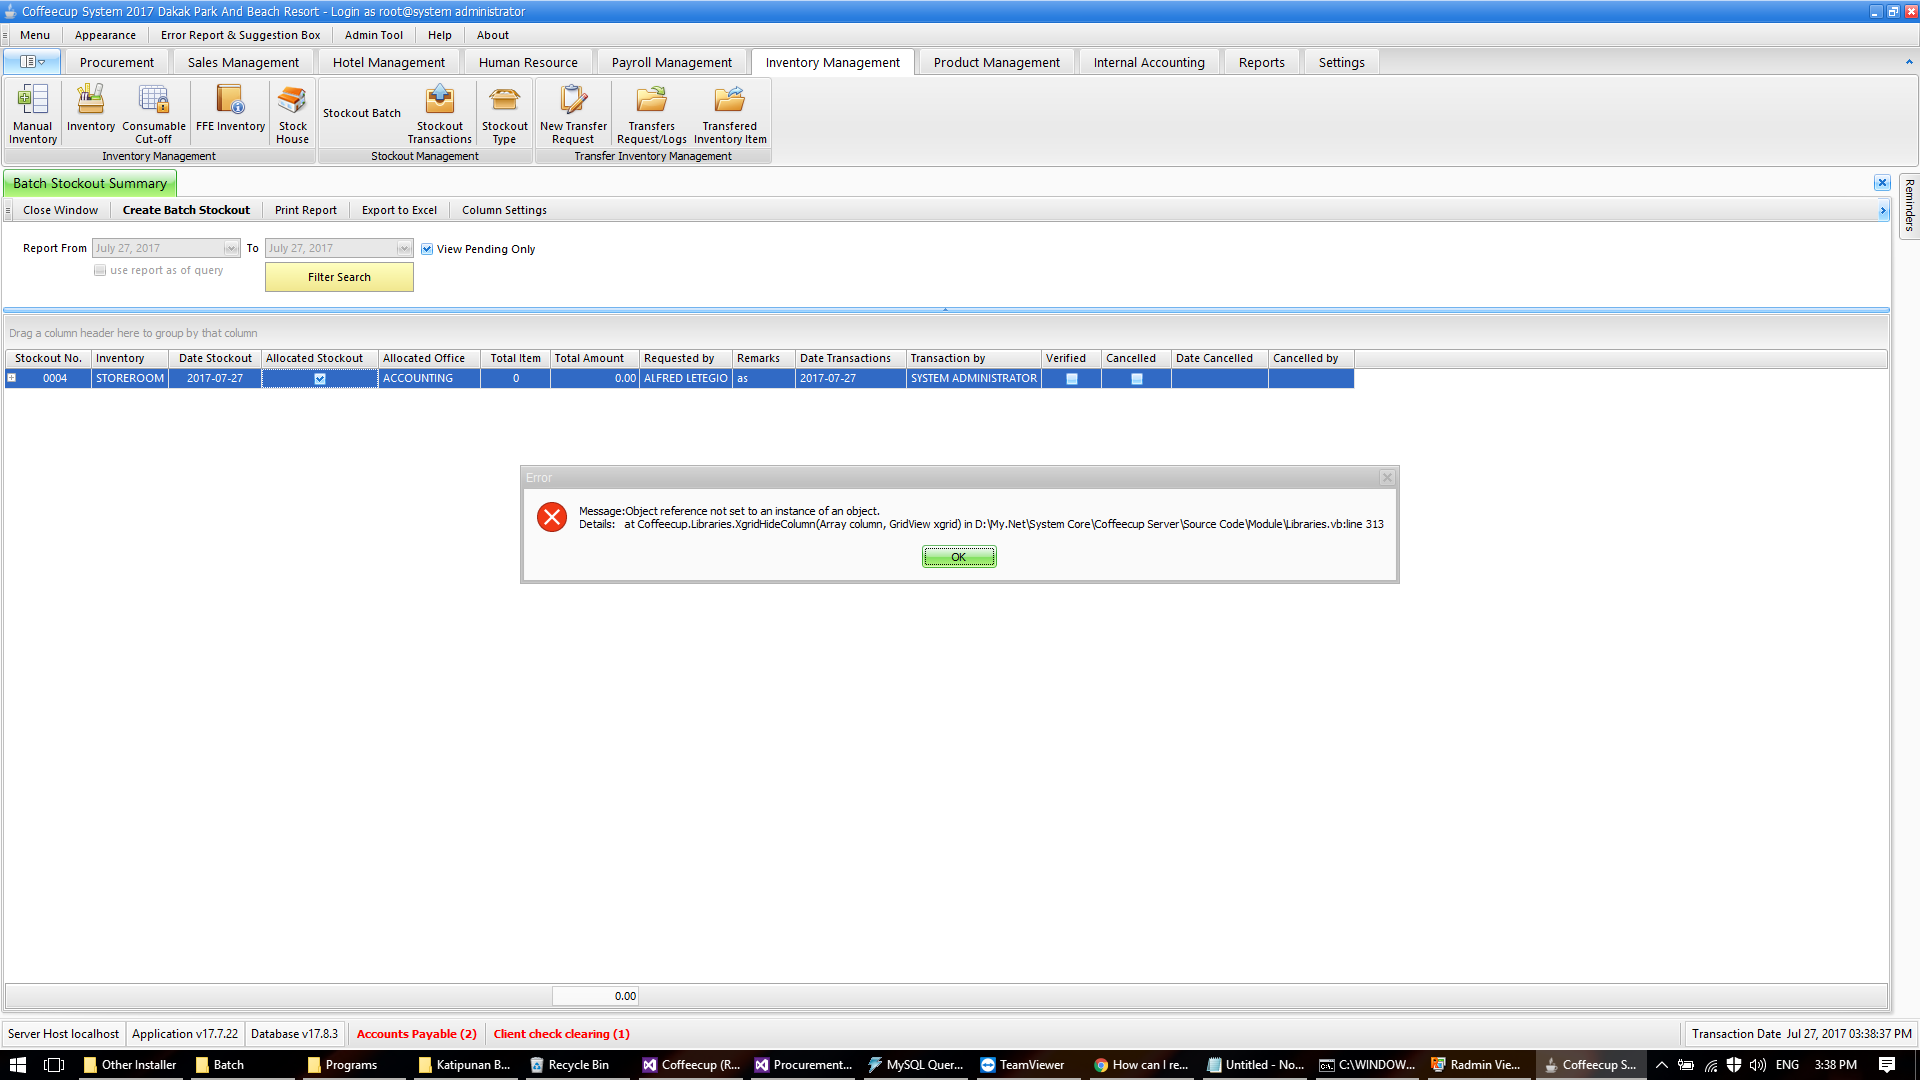 Coffeecup System 2017 Dakak Park And Beach Resort - Login as root@system administrator
Menu Appearance Error Report & Suggestion Box Admin Tool Help About
Procurement Sales Management Hotel Management Human Resource Payroll Management Inventory Management Product Management Internal Accounting Reports Settings
Manual Inventory
Inventory
Consumable Cut-off
FFE Inventory
Stock House
Inventory Management
Stockout Batch
Stockout Transactions
Stockout Type
Stockout Management
New Transfer Request
Transfers Request/Logs
Transfered Inventory Item
Transfer Inventory Management
Batch Stockout Summary
Reminders
Close Window Create Batch Stockout Print Report Export to Excel Column Settings
Report From July 27, 2017 To July 27, 2017 View Pending Only
use report as of query
Filter Search
Drag a column header here to group by that column
Stockout No. Inventory Date Stockout Allocated Stockout Allocated Office Total Item Total Amount Requested by Remarks Date Transactions Transaction by Verified Cancelled Date Cancelled Cancelled by
0004 STOREROOM 2017-07-27 ACCOUNTING 0 0.00 ALFRED LETEGIO as 2017-07-27 SYSTEM ADMINISTRATOR
Error
Message:Object reference not set to an instance of an object.
Details: at Coffeecup.Libraries.XgridHideColumn(Array column, GridView xgrid) in D:\My.Net\System Core\Coffeecup Server\Source Code\Module\Libraries.vb:line 313
OK
0.00
Server Host localhost Application v17.7.22 Database v17.8.3 Accounts Payable (2) Client check clearing (1) Transaction Date Jul 27, 2017 03:38:37 PM
Other Installer Batch Programs Katipunan B... Recycle Bin Coffeecup (R... Procurement... MySQL Quer... TeamViewer How can I re... Untitled - No... C:\WINDOW... Radmin Vie... Coffeecup S... ENG 3:38 PM